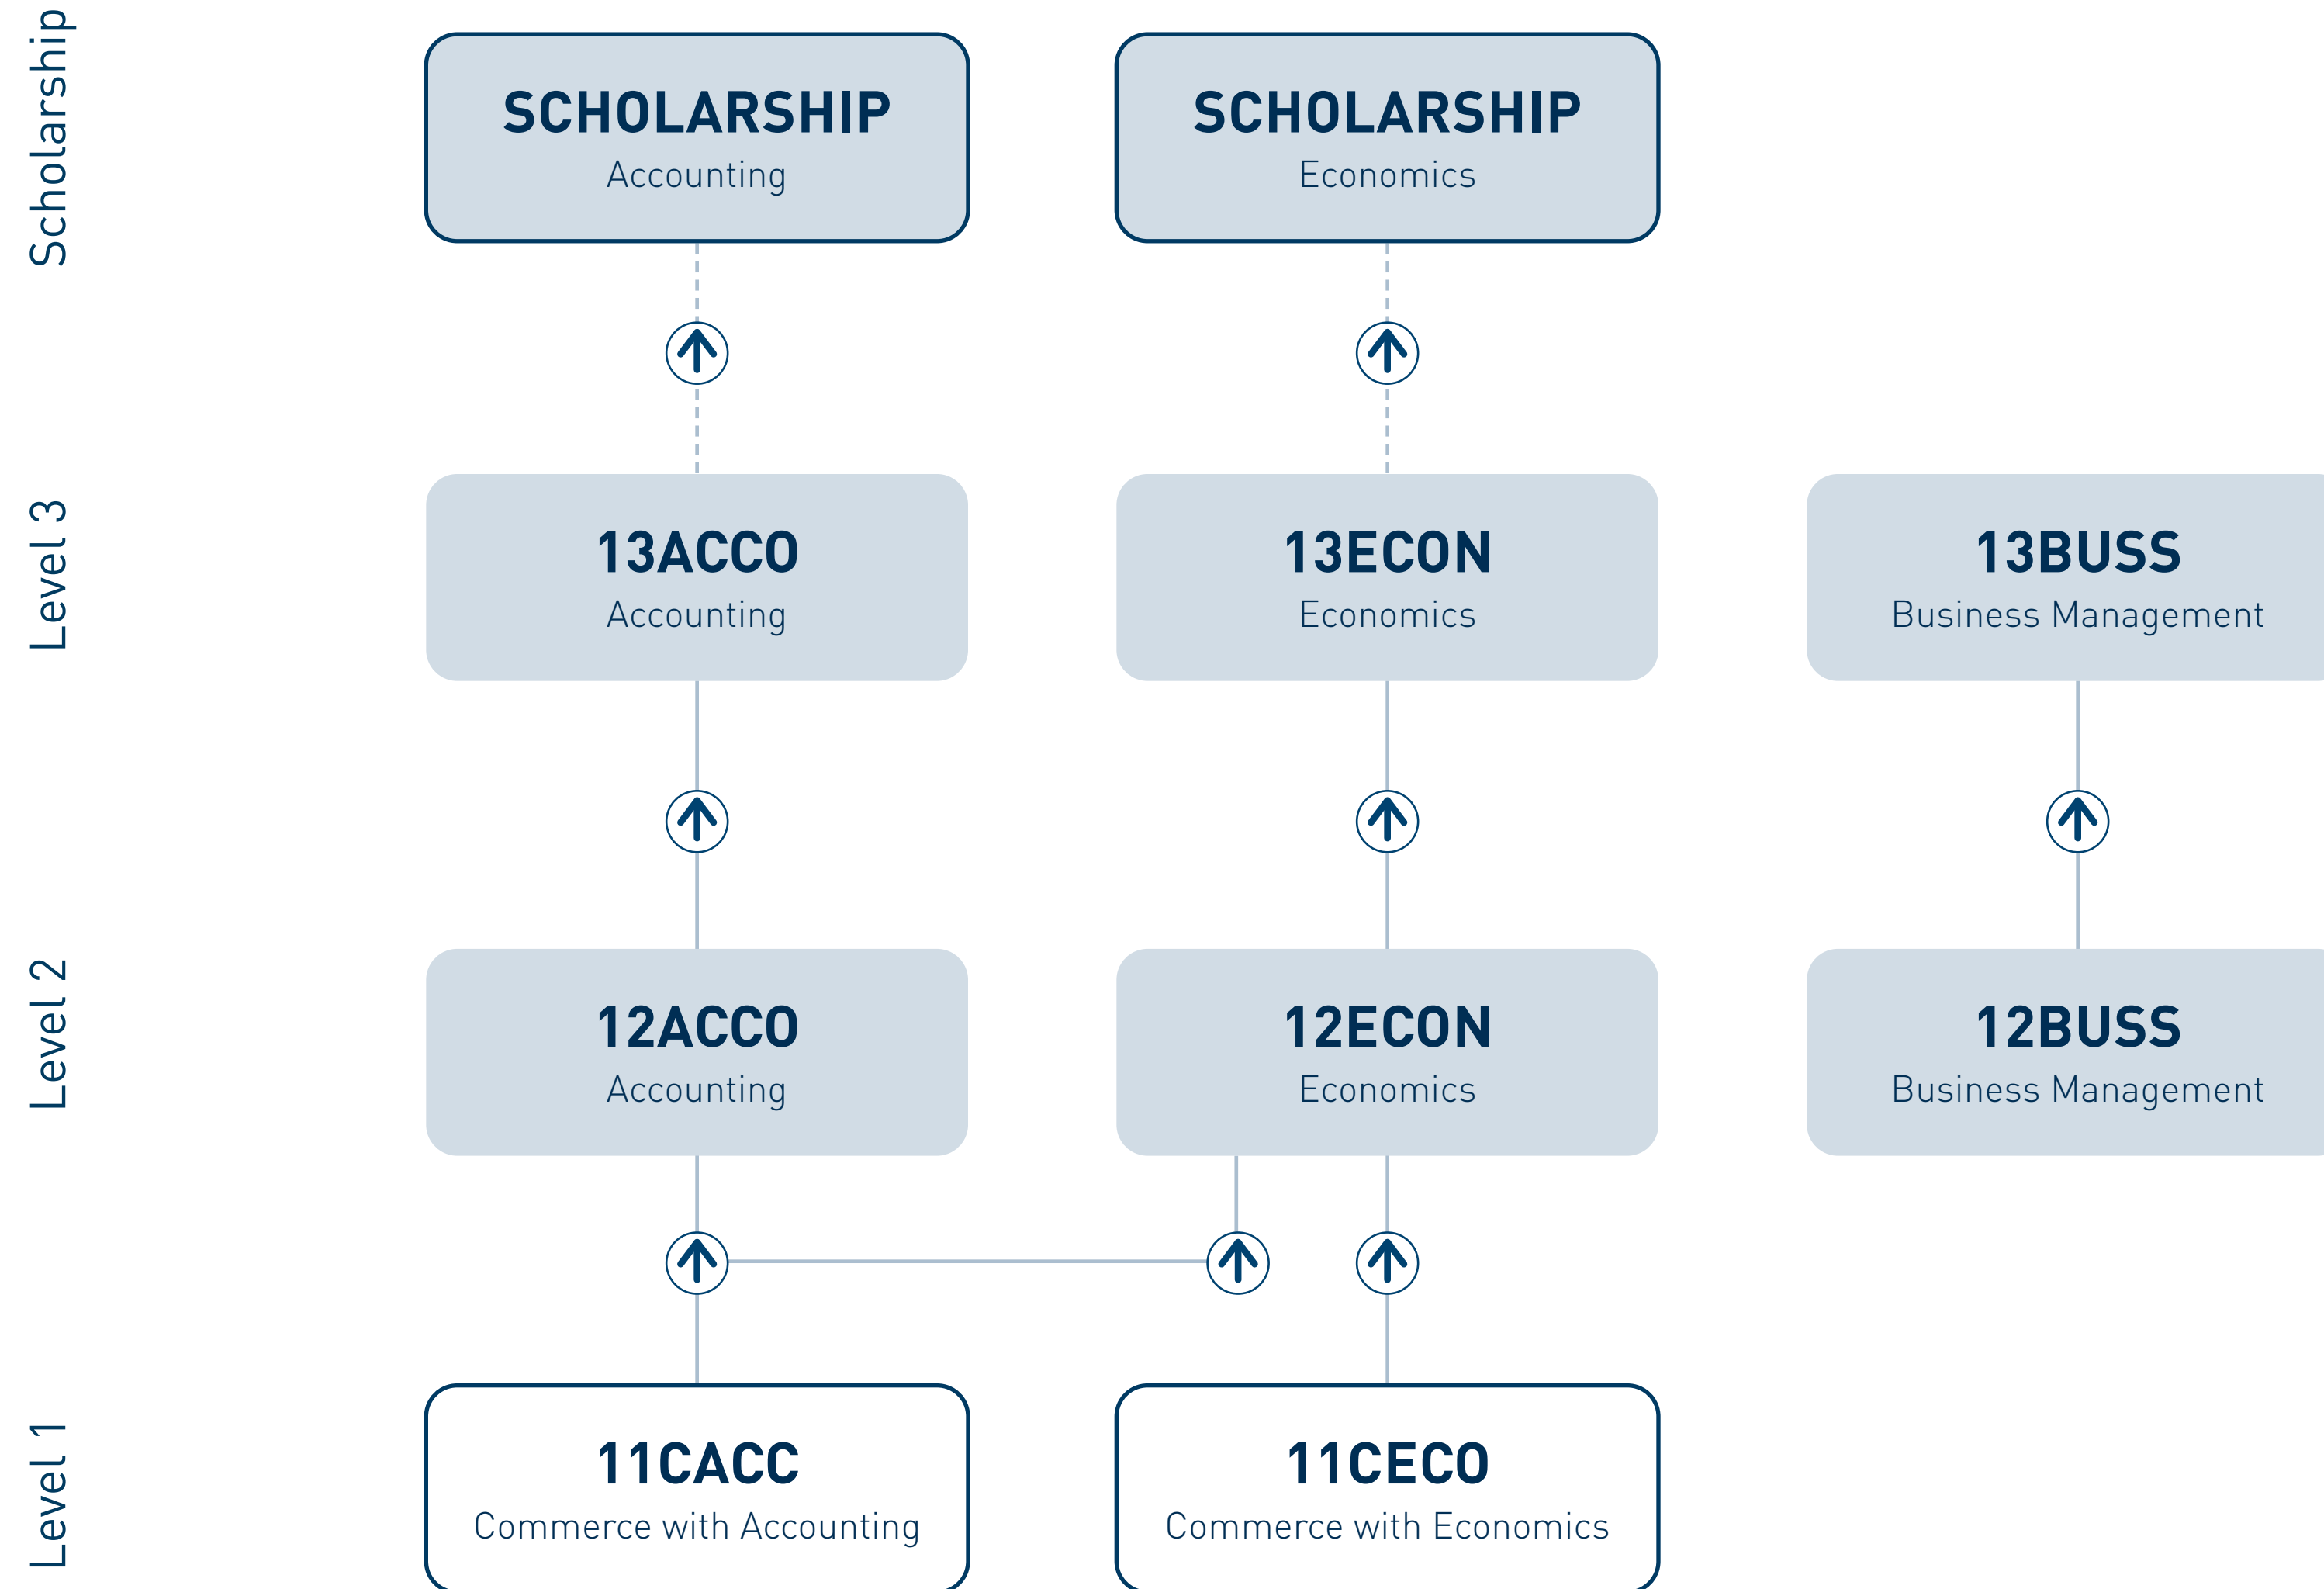 Scholarship
SCHOLARSHIP
Accounting
SCHOLARSHIP
Economics
Level 3
13ACCO
Accounting
13ECON
Economics
13BUSS
Business Management
Level 2
12ACCO
Accounting
12ECON
Economics
12BUSS
Business Management
Level 1
11CACC
Commerce with Accounting
11CECO
Commerce with Economics